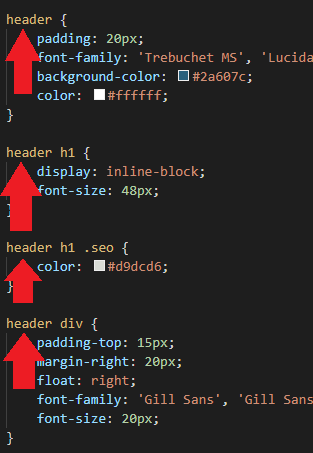 header {
padding: 20px;
font-family: 'Trebuchet MS', 'Lucida
background-color: #2a607c;
color: #ffffff;
}
header h1 {
display: inline-block;
font-size: 48px;
}
header h1 .seo {
color: #d9dcd6;
}
header div {
padding-top: 15px;
margin-right: 20px;
float: right;
font-family: 'Gill Sans', 'Gill Sans
font-size: 20px;
}